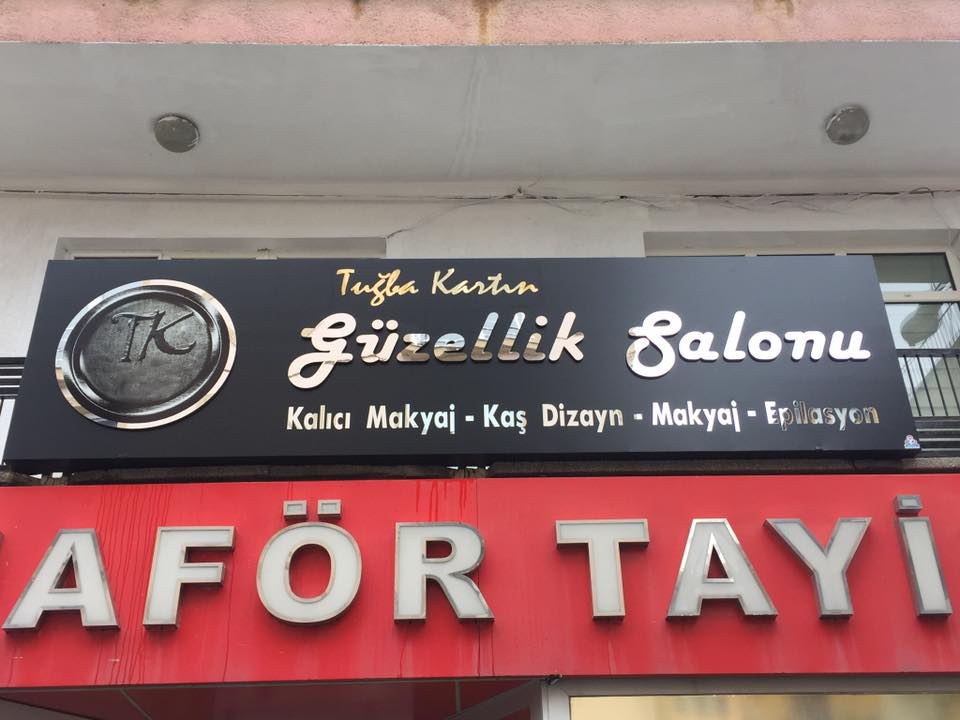 TK
Tuğba Kartın
Güzellik Salonu
Kalıcı Makyaj - Kaş Dizayn - Makyaj - Epilasyon
AFÖR TAYİ